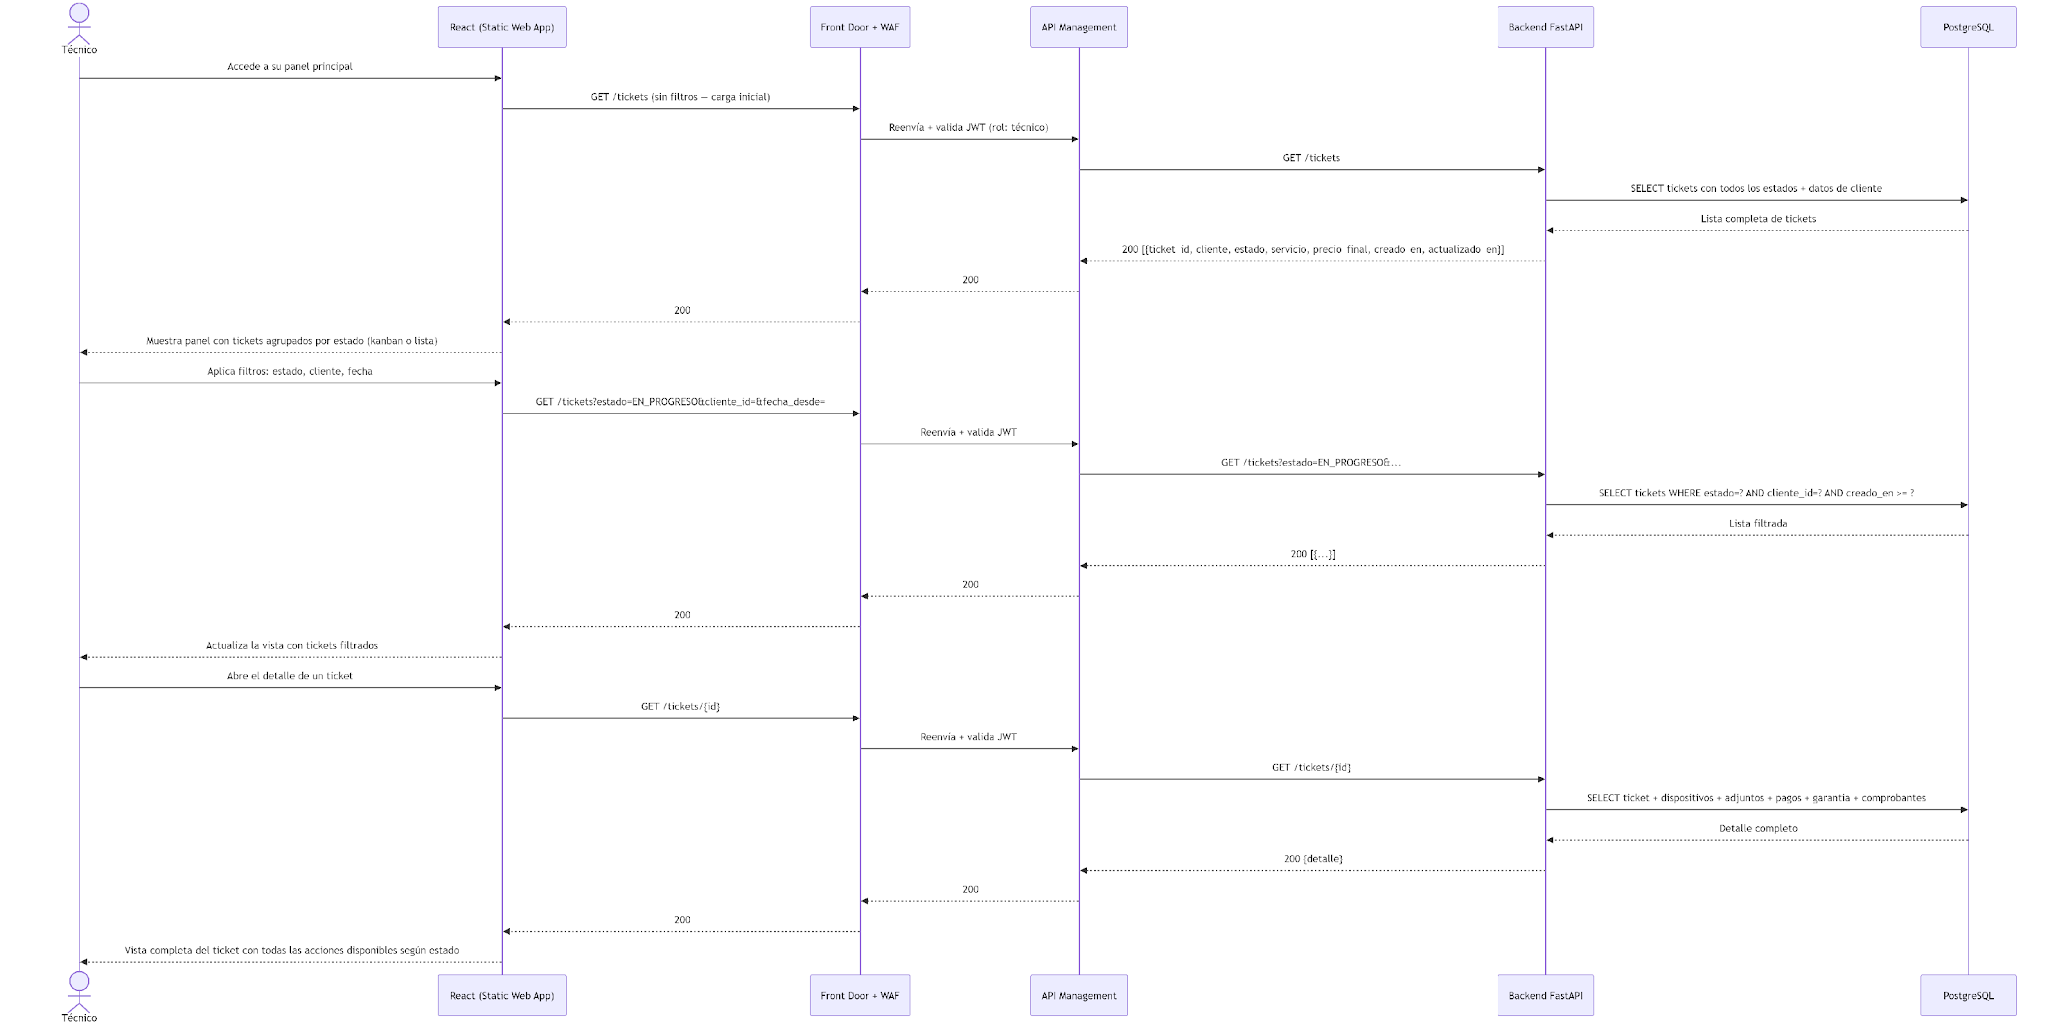 Técnico
React (Static Web App)
Front Door + WAF
API Management
Backend FastAPI
PostgreSQL
Accede a su panel principal
GET /tickets (sin filtros — carga inicial)
Reenvía + valida JWT (rol: técnico)
GET /tickets
SELECT tickets con todos los estados + datos de cliente
Lista completa de tickets
200 [{ticket_id, cliente, estado, servicio, precio_final, creado_en, actualizado_en}]
200
200
Muestra panel con tickets agrupados por estado (kanban o lista)
Aplica filtros: estado, cliente, fecha
GET /tickets?estado=EN_PROGRESO&cliente_id=&fecha_desde=
Reenvía + valida JWT
GET /tickets?estado=EN_PROGRESO&...
SELECT tickets WHERE estado=? AND cliente_id=? AND creado_en >= ?
Lista filtrada
200 [{...}]
200
200
Actualiza la vista con tickets filtrados
Abre el detalle de un ticket
GET /tickets/{id}
Reenvía + valida JWT
GET /tickets/{id}
SELECT ticket + dispositivos + adjuntos + pagos + garantia + comprobantes
Detalle completo
200 {detalle}
200
200
Vista completa del ticket con todas las acciones disponibles según estado
Técnico
React (Static Web App)
Front Door + WAF
API Management
Backend FastAPI
PostgreSQL